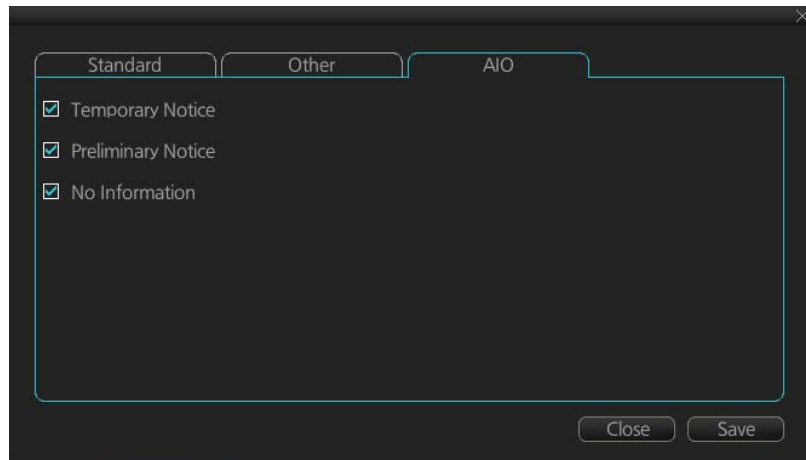 Standard Other AIO
Temporary Notice
Preliminary Notice
No Information
Close Save